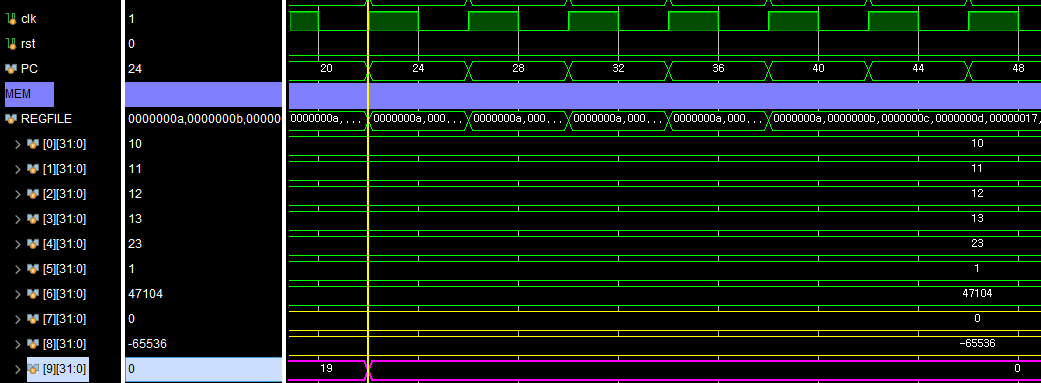 clk 1
rst 0
PC 24 20 24 28 32 36 40 44 48
MEM
REGFILE 0000000a,0000000b,00000 0000000a,... 0000000a,000... 0000000a,000... 0000000a,000... 0000000a,000... 0000000a,0000000b,0000000c,0000000d,00000017,
[0][31:0] 10 10
[1][31:0] 11 11
[2][31:0] 12 12
[3][31:0] 13 13
[4][31:0] 23 23
[5][31:0] 1 1
[6][31:0] 47104 47104
[7][31:0] 0 0
[8][31:0] -65536 -65536
[9][31:0] 0 19 0